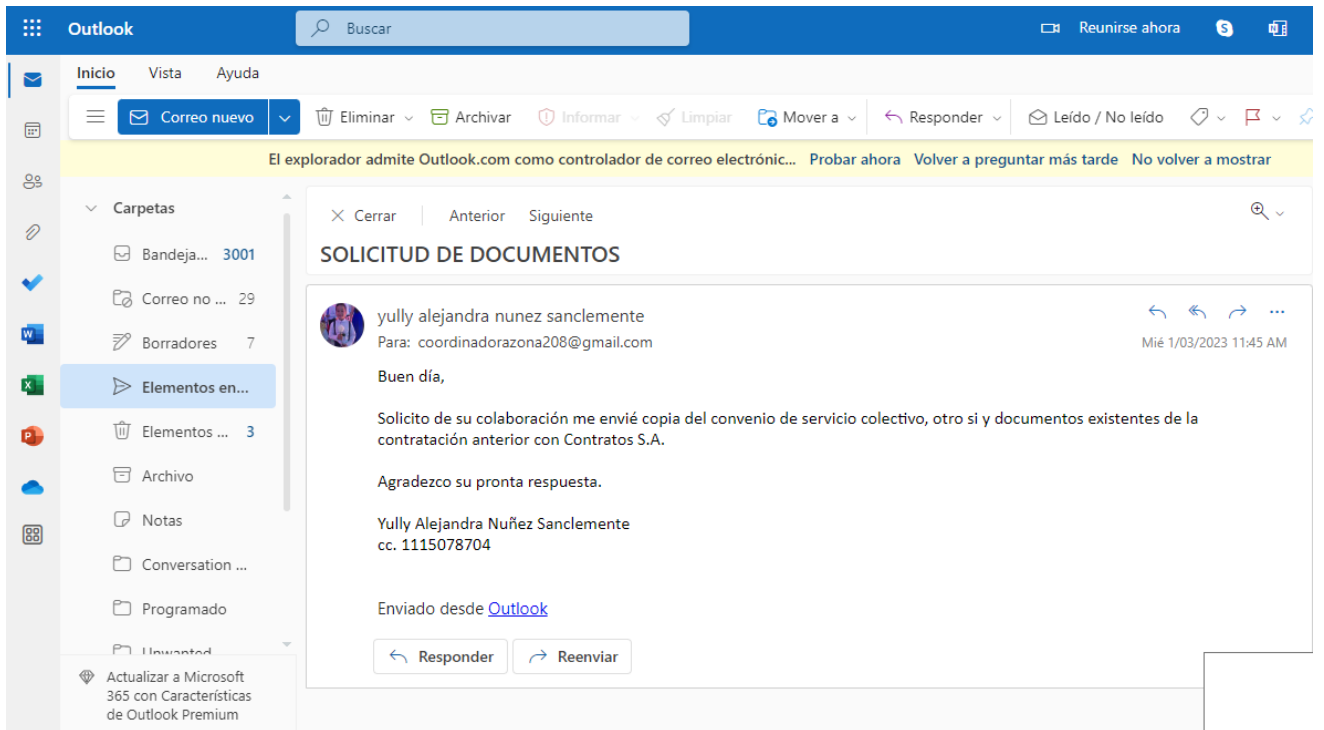 Outlook
Buscar
Reunirse ahora
Inicio Vista Ayuda
Correo nuevo Eliminar Archivar Informar Limpiar Mover a Responder Leído / No leído
El explorador admite Outlook.com como controlador de correo electrónic... Probar ahora Volver a preguntar más tarde No volver a mostrar
Carpetas
Bandeja... 3001
Correo no ... 29
Borradores 7
Elementos en...
Elementos ... 3
Archivo
Notas
Conversation ...
Programado
Unwanted
Actualizar a Microsoft
365 con Características
de Outlook Premium
Cerrar Anterior Siguiente
SOLICITUD DE DOCUMENTOS
yully alejandra nunez sanclemente
Para: coordinadorazona208@gmail.com
Mié 1/03/2023 11:45 AM
Buen día,
Solicito de su colaboración me envié copia del convenio de servicio colectivo, otro si y documentos existentes de la
contratación anterior con Contratos S.A.
Agradezco su pronta respuesta.
Yully Alejandra Nuñez Sanclemente
cc. 1115078704
Enviado desde Outlook
Responder Reenviar